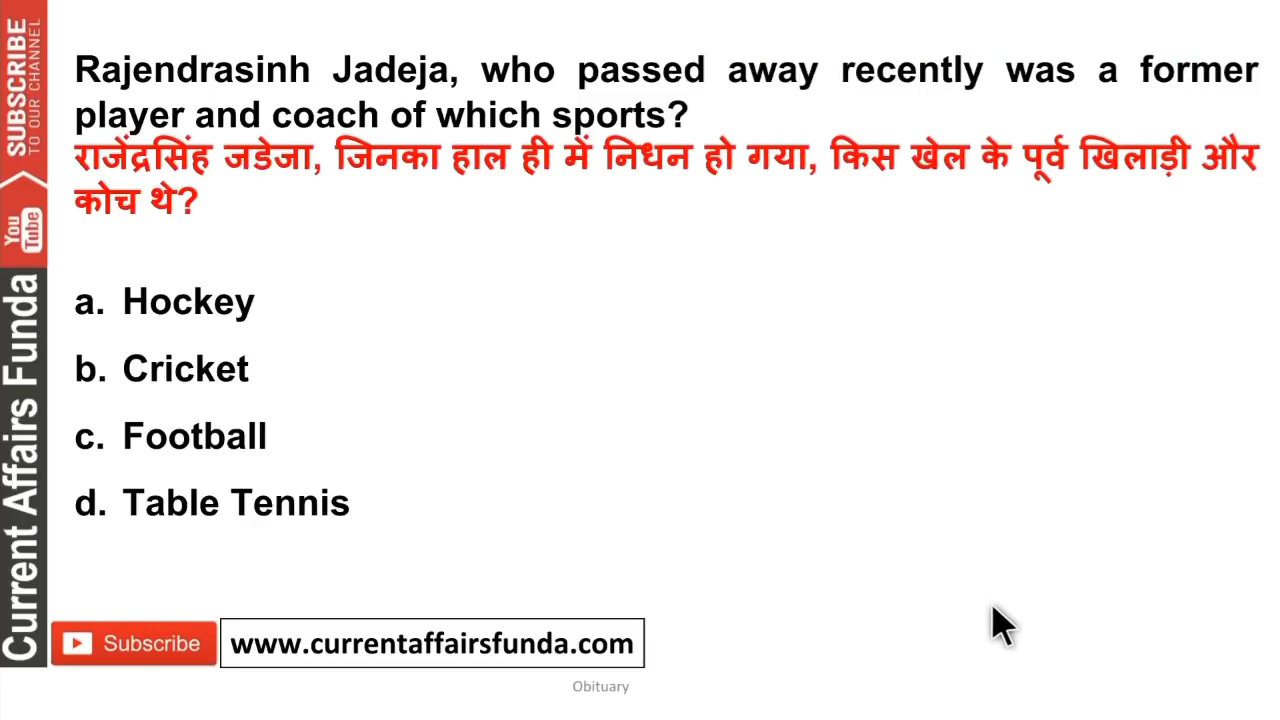 Rajendrasinh Jadeja, who passed away recently was a former
player and coach of which sports?
राजेंद्रसिंह जडेजा, जिनका हाल ही में निधन हो गया, किस खेल के पूर्व खिलाड़ी और
कोच थे?
a. Hockey
b. Cricket
c. Football
d. Table Tennis
SUBSCRIBE
TO OUR CHANNEL
You
Tube
Current Affairs Funda
Subscribe
www.currentaffairsfunda.com
Obituary